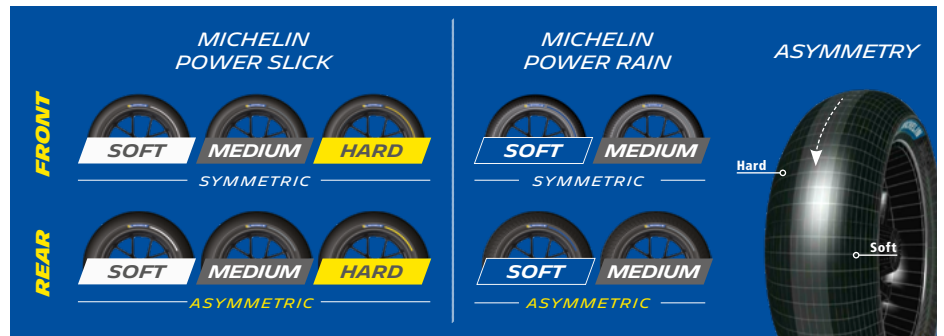 MICHELIN
POWER SLICK
MICHELIN
POWER RAIN
ASYMMETRY
FRONT
SOFT
MEDIUM
HARD
SYMMETRIC
SOFT
MEDIUM
SYMMETRIC
REAR
SOFT
MEDIUM
HARD
ASYMMETRIC
SOFT
MEDIUM
ASYMMETRIC
Hard
Soft